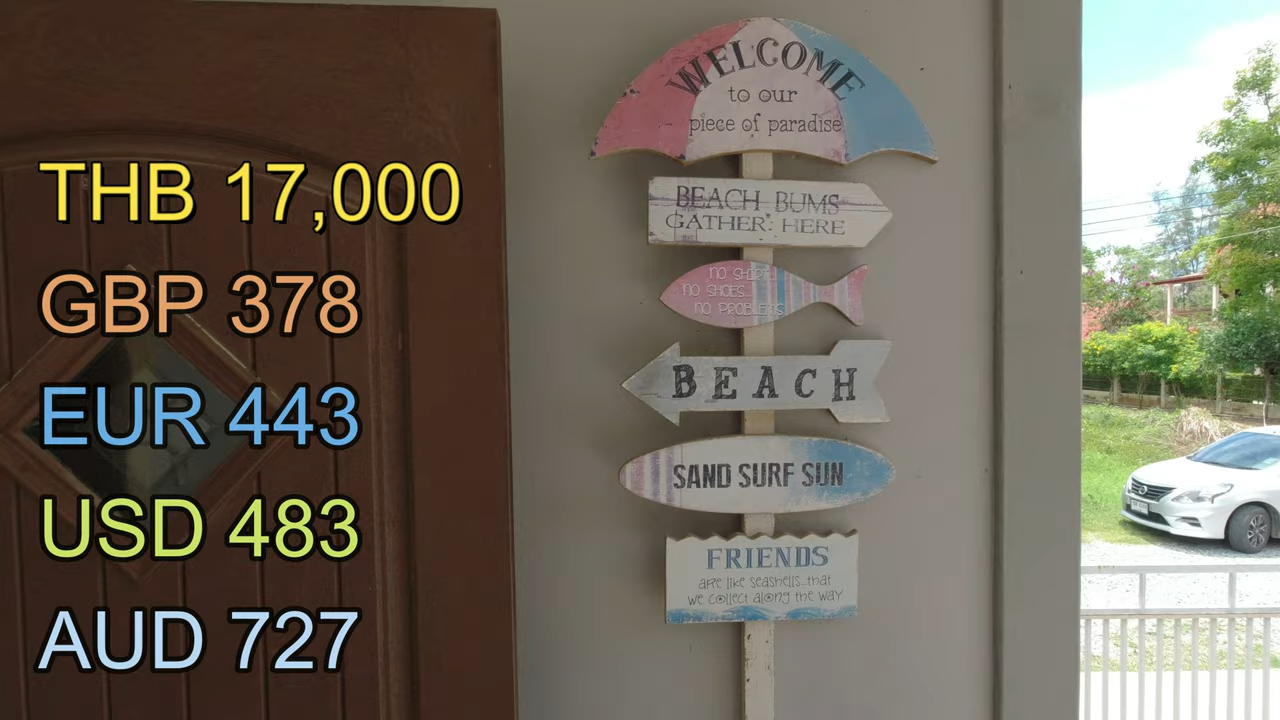 THB 17,000
GBP 378
EUR 443
USD 483
AUD 727
WELCOME
to our
piece of paradise
BEACH BUMS
GATHER HERE
NO SHIRT
NO SHOES
NO PROBLEMS
BEACH
SAND SURF SUN
FRIENDS
are like seashells...that
we collect along the way